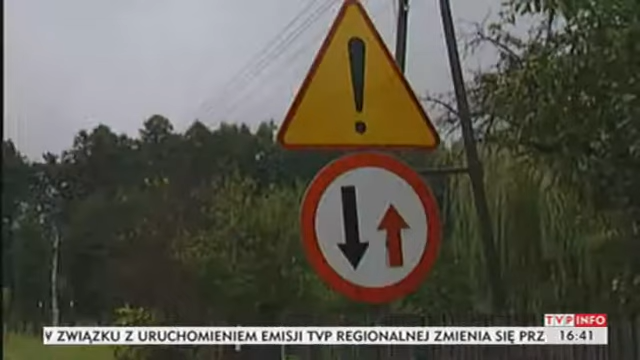 !
TVP INFO
W ZWIĄZKU Z URUCHOMIENIEM EMISJI TVP REGIONALNEJ ZMIENIA SIĘ PRZ
16:41